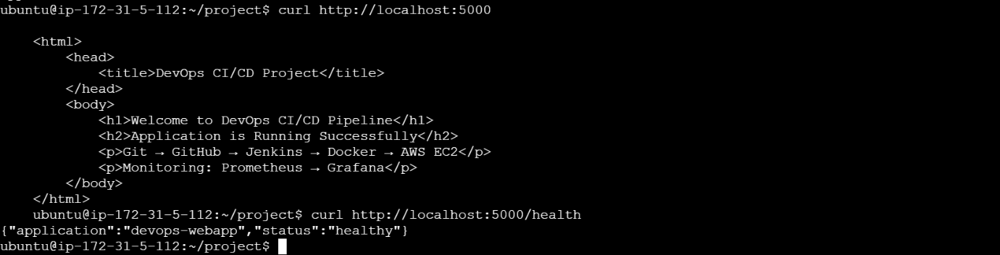 ubuntu@ip-172-31-5-112:~/project$ curl http://localhost:5000
<html>
<head>
<title>DevOps CI/CD Project</title>
</head>
<body>
<h1>Welcome to DevOps CI/CD Pipeline</h1>
<h2>Application is Running Successfully</h2>
<p>Git → GitHub → Jenkins → Docker → AWS EC2</p>
<p>Monitoring: Prometheus → Grafana</p>
</body>
</html>
ubuntu@ip-172-31-5-112:~/project$ curl http://localhost:5000/health
{"application":"devops-webapp","status":"healthy"}
ubuntu@ip-172-31-5-112:~/project$